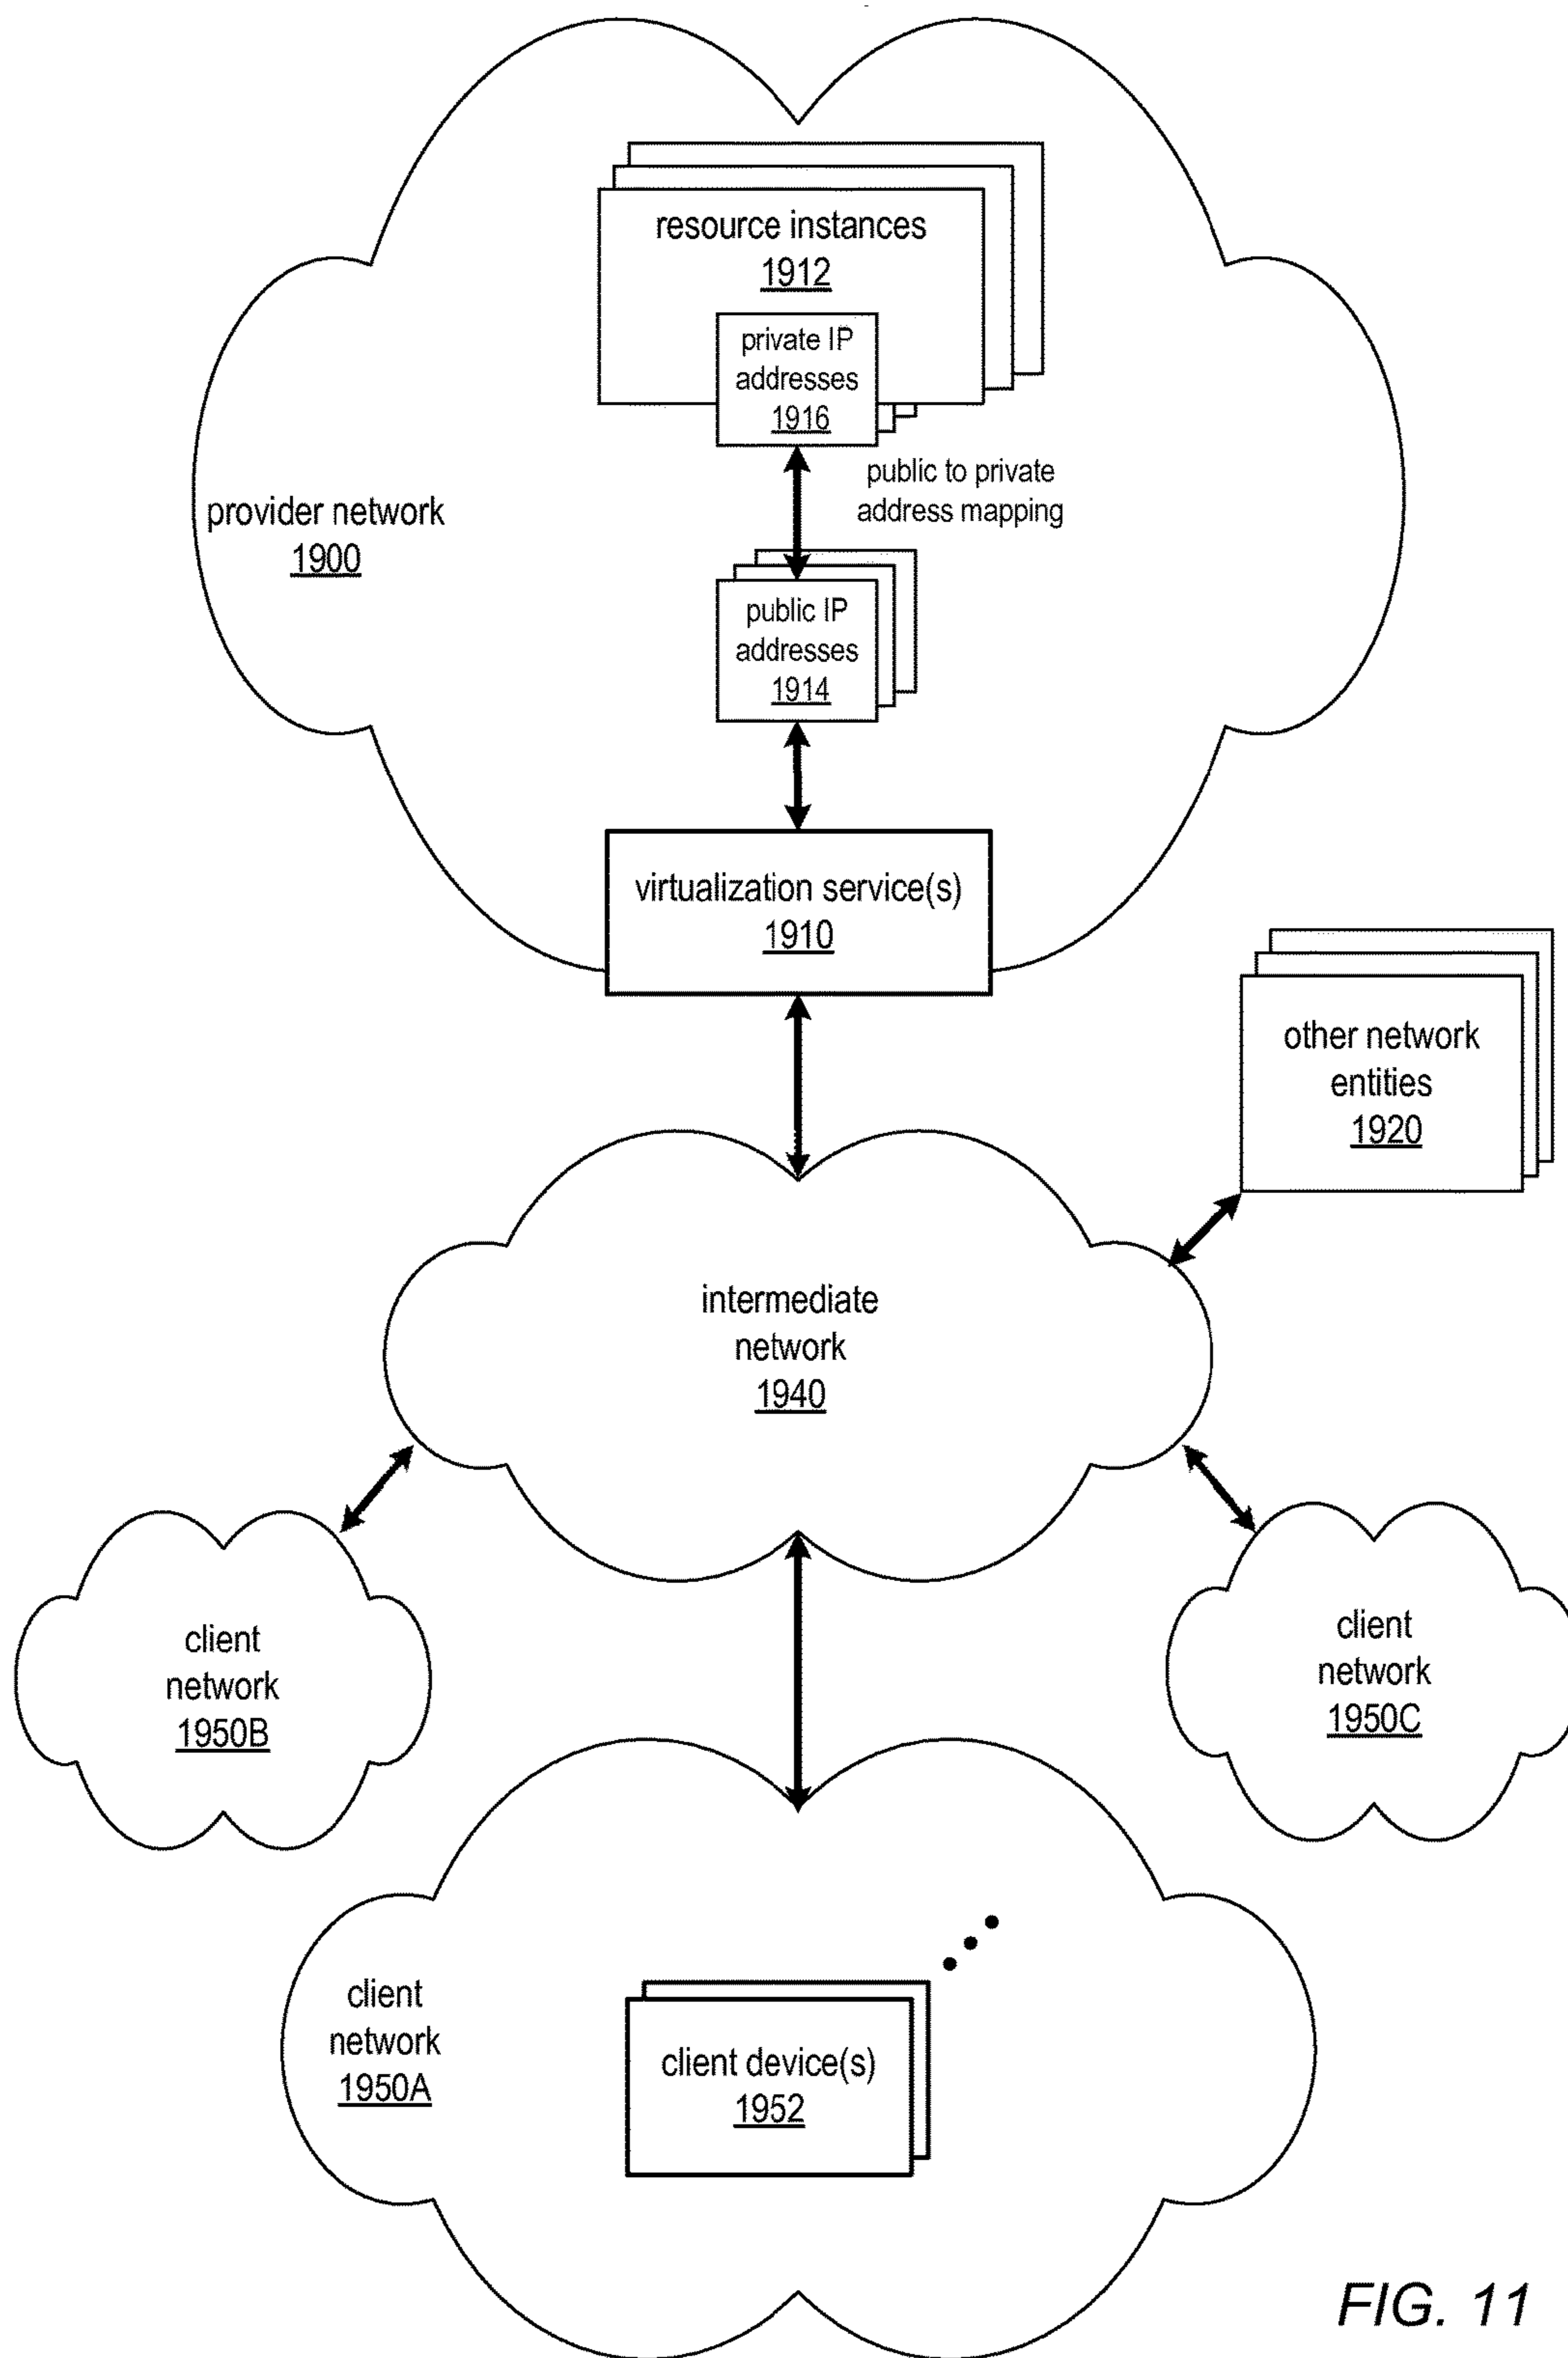 resource instances
1912
private IP
addresses
1916
public to private
address mapping
provider network
1900
public IP
addresses
1914
virtualization service(s)
1910
other network
entities
1920
intermediate
network
1940
client
network
1950B
client
network
1950C
client
network
1950A
client device(s)
1952
FIG. 11